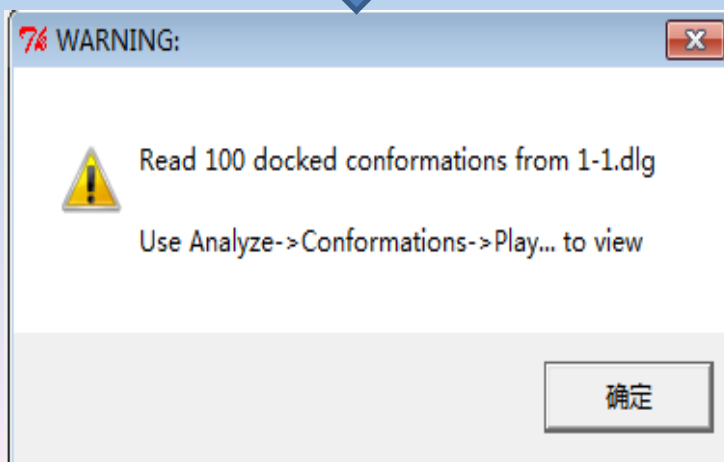 WARNING:
Read 100 docked conformations from 1-1.dlg
Use Analyze->Conformations->Play... to view
确定